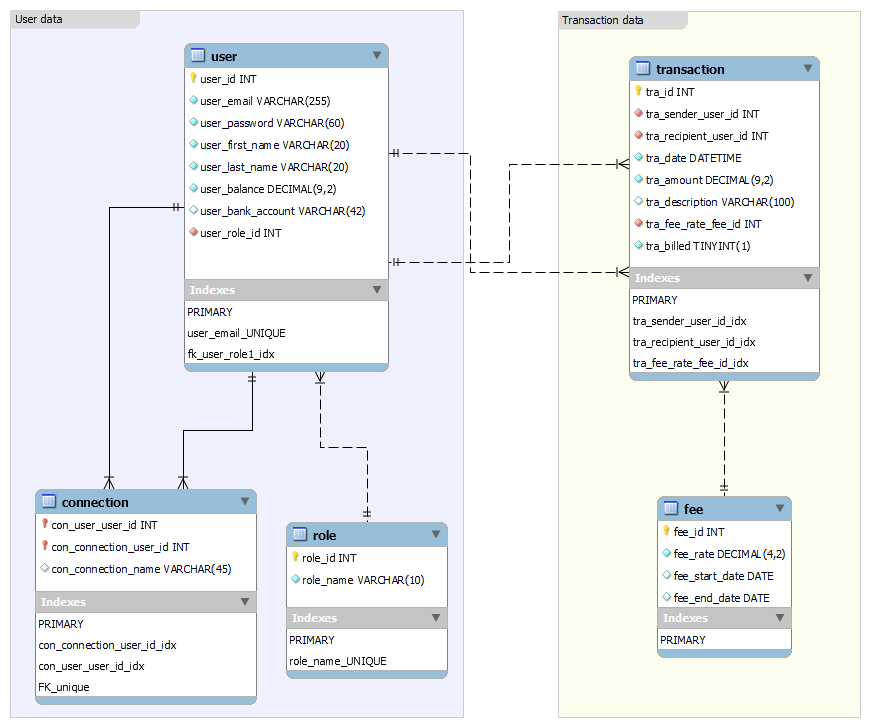 User data
user
user_id INT
user_email VARCHAR(255)
user_password VARCHAR(60)
user_first_name VARCHAR(20)
user_last_name VARCHAR(20)
user_balance DECIMAL(9,2)
user_bank_account VARCHAR(42)
user_role_id INT
Indexes
PRIMARY
user_email_UNIQUE
fk_user_role1_idx
connection
con_user_user_id INT
con_connection_user_id INT
con_connection_name VARCHAR(45)
Indexes
PRIMARY
con_connection_user_id_idx
con_user_user_id_idx
FK_unique
role
role_id INT
role_name VARCHAR(10)
Indexes
PRIMARY
role_name_UNIQUE
Transaction data
transaction
tra_id INT
tra_sender_user_id INT
tra_recipient_user_id INT
tra_date DATETIME
tra_amount DECIMAL(9,2)
tra_description VARCHAR(100)
tra_fee_rate_fee_id INT
tra_billed TINYINT(1)
Indexes
PRIMARY
tra_sender_user_id_idx
tra_recipient_user_id_idx
tra_fee_rate_fee_id_idx
fee
fee_id INT
fee_rate DECIMAL(4,2)
fee_start_date DATE
fee_end_date DATE
Indexes
PRIMARY